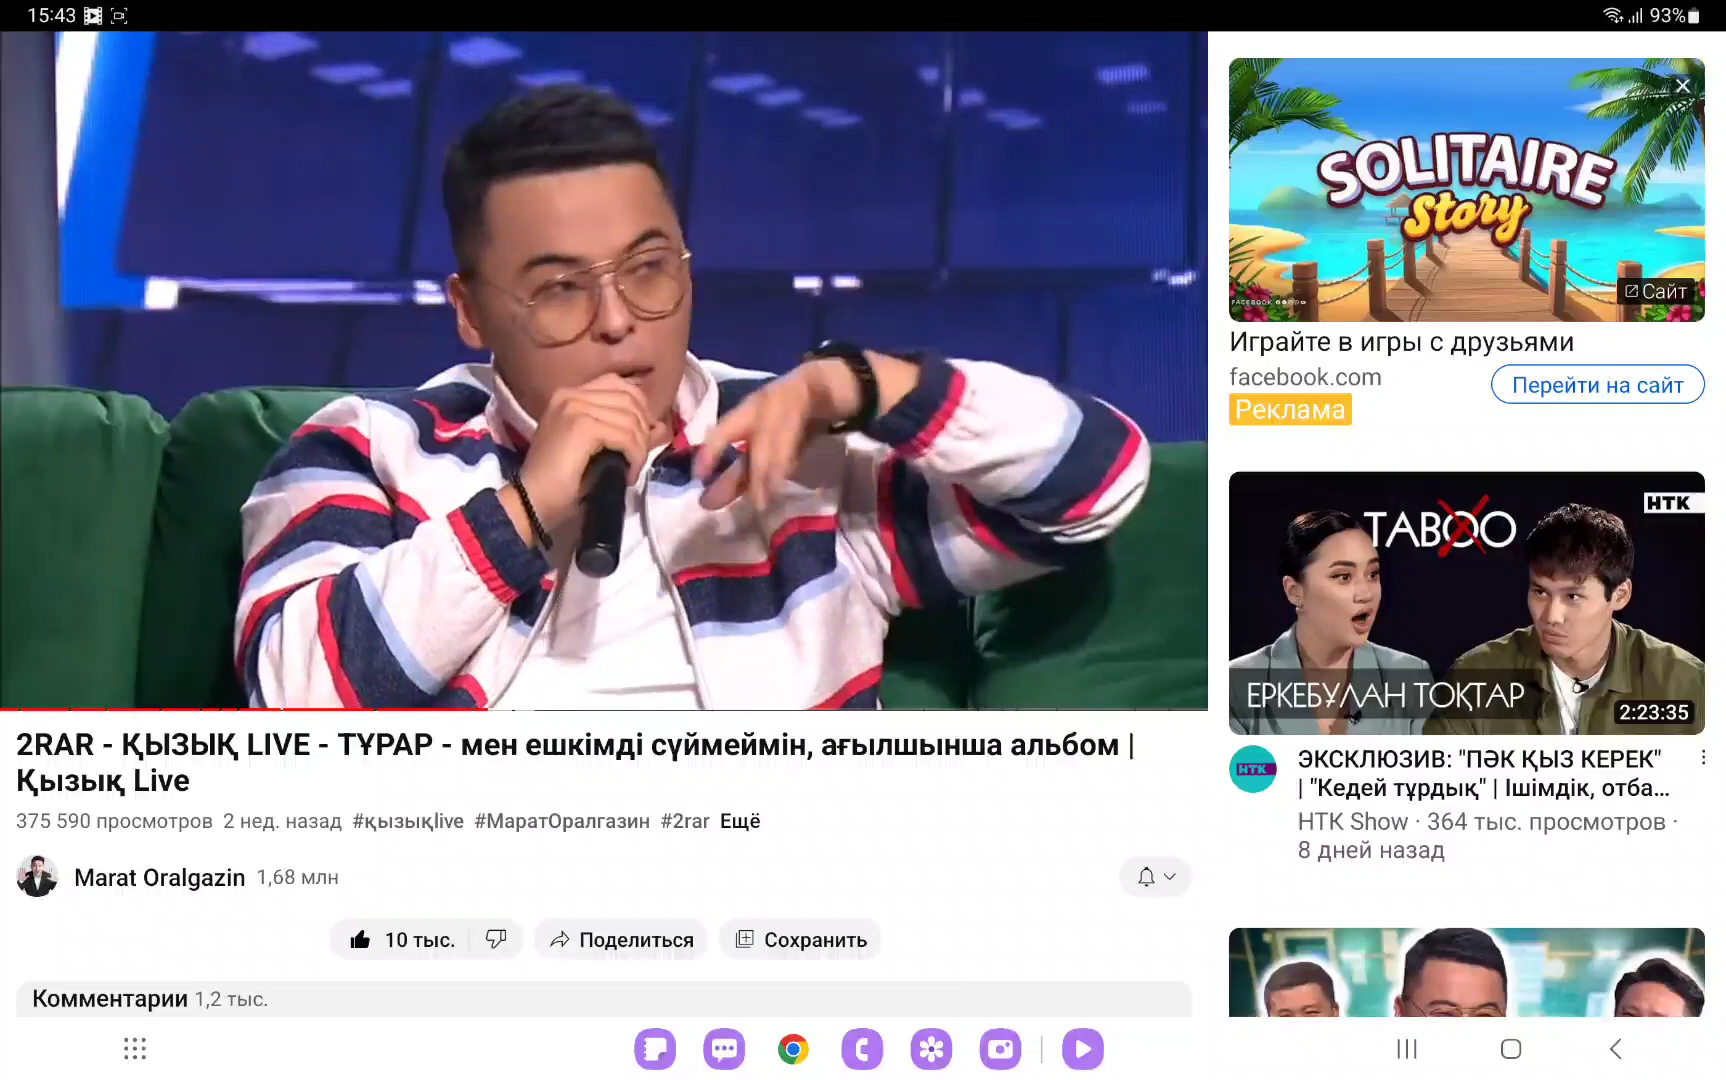 15:43
93%
SOLITAIRE
Story
FACEBOOK
Сайт
Играйте в игры с друзьями
facebook.com
Перейти на сайт
Реклама
НТК
TABOO
ЕРКЕБҰЛАН ТОҚТАР
2:23:35
НТК
ЭКСКЛЮЗИВ: "ПӘК ҚЫЗ КЕРЕК"
| "Кедей тұрдық" | Ішімдік, отба...
НТК Show · 364 тыс. просмотров ·
8 дней назад
2RAR - ҚЫЗЫҚ LIVE - ТҰРАР - мен ешкімді сүймеймін, ағылшынша альбом |
Қызық Live
375 590 просмотров 2 нед. назад #қызықlive #МаратОралгазин #2rar Ещё
Marat Oralgazin 1,68 млн
10 тыс.
Поделиться
Сохранить
Комментарии 1,2 тыс.